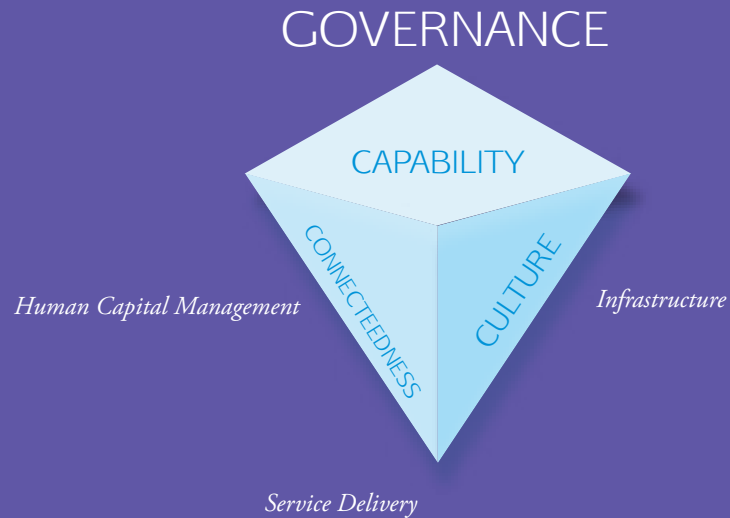 GOVERNANCE
CAPABILITY
CONNECTEEDNESS
CULTURE
Human Capital Management
Infrastructure
Service Delivery